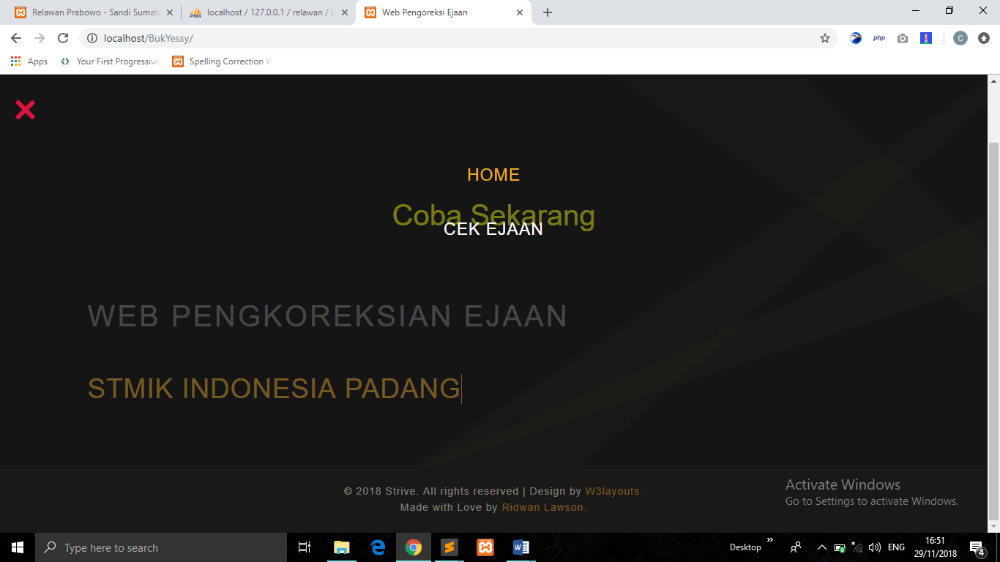 Relawan Prabowo - Sandi Sumate
localhost / 127.0.0.1 / relawan / b
Web Pengoreksi Ejaan
localhost/BukYessy/
php
C
Apps
Your First Progressive
Spelling Correction W
HOME
Coba Sekarang
CEK EJAAN
WEB PENGKOREKSIAN EJAAN
STMIK INDONESIA PADANG
© 2018 Strive. All rights reserved | Design by W3layouts.
Made with Love by Ridwan Lawson.
Activate Windows
Go to Settings to activate Windows.
Type here to search
Desktop
ENG
16:51
29/11/2018
4